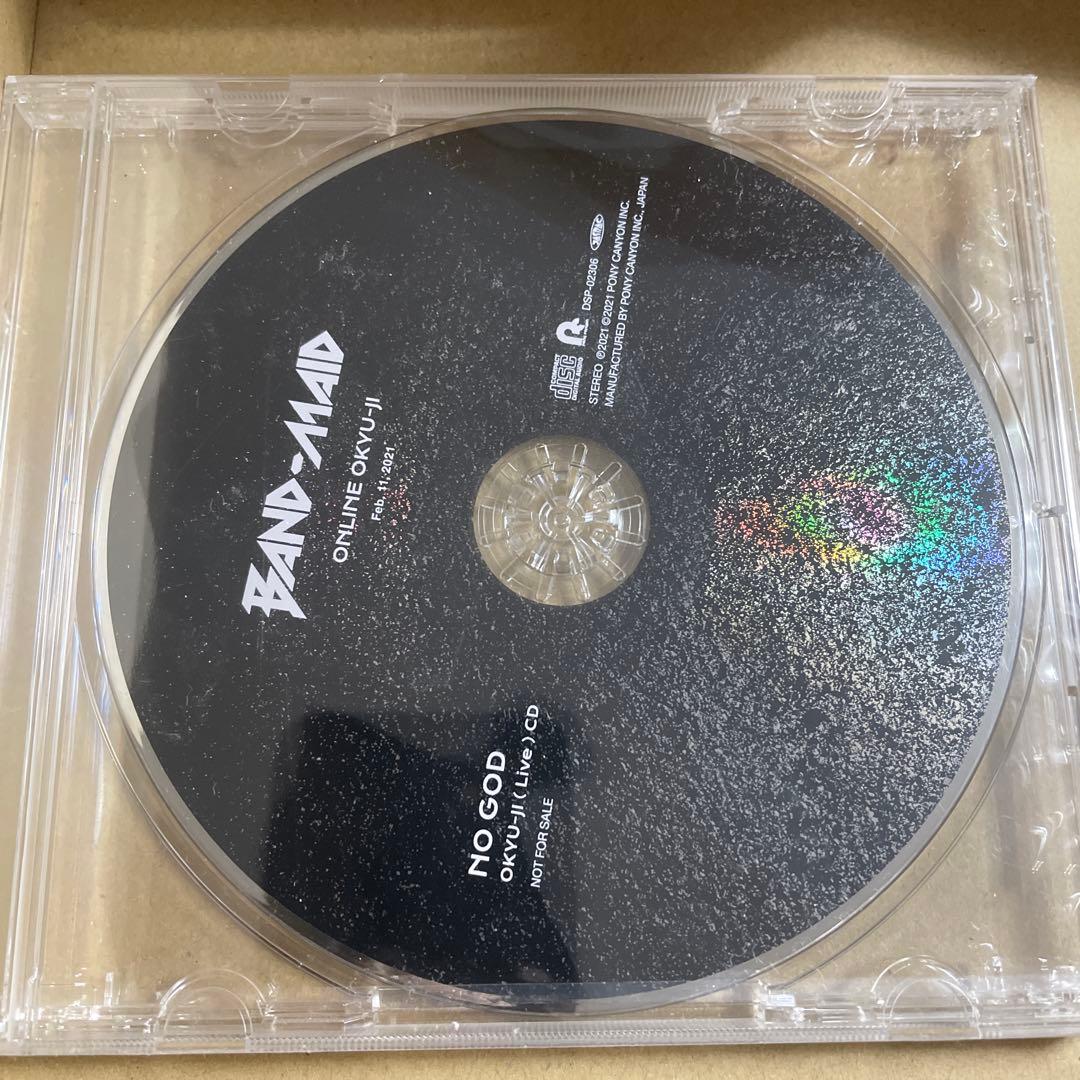 BAND-MAID
ONLINE OKYU-JI
Feb. 11. 2021
COMPACT
disc
DIGITAL AUDIO
DSP-02306
STEREO ℗2021 ©2021 PONY CANYON INC.
MANUFACTURED BY PONY CANYON INC., JAPAN
NO GOD
OKYU-JI ( Live ) CD
NOT FOR SALE